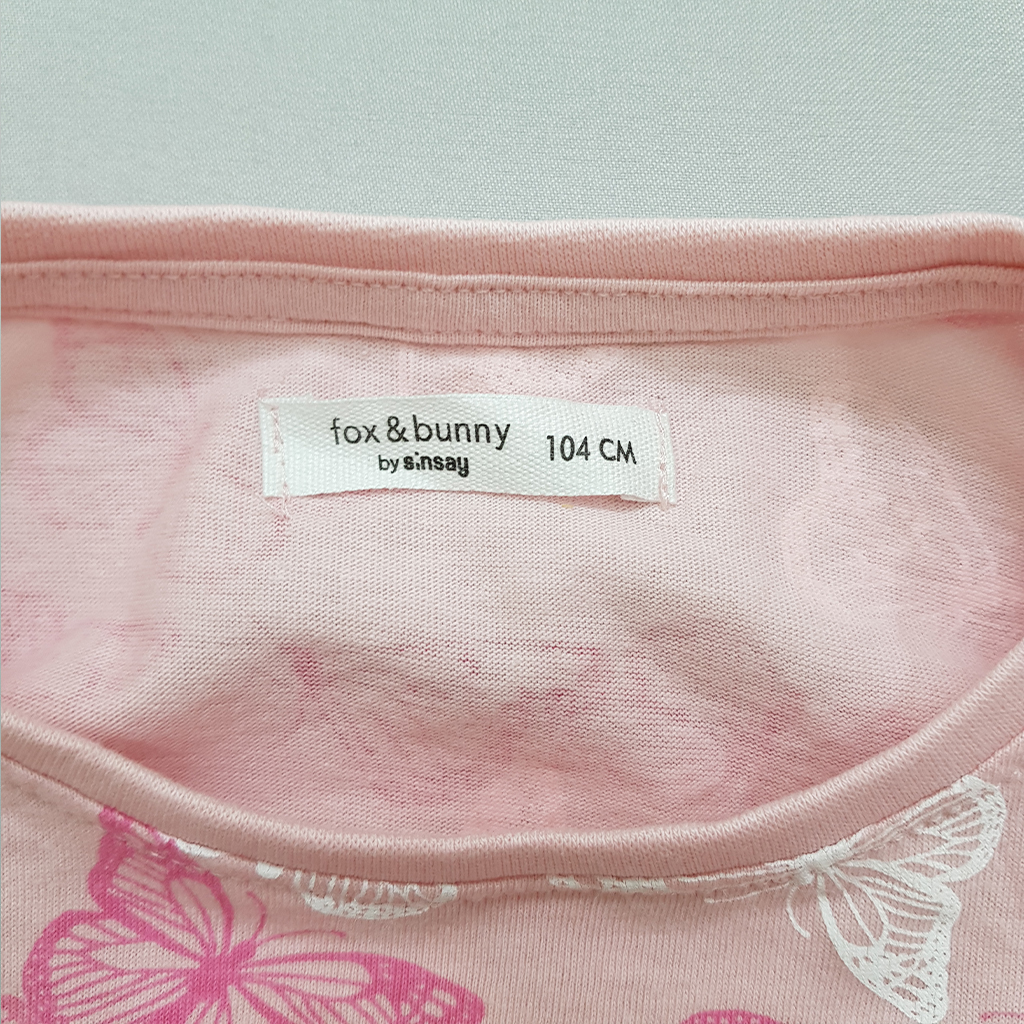 fox & bunny
by sinsay
104 CM